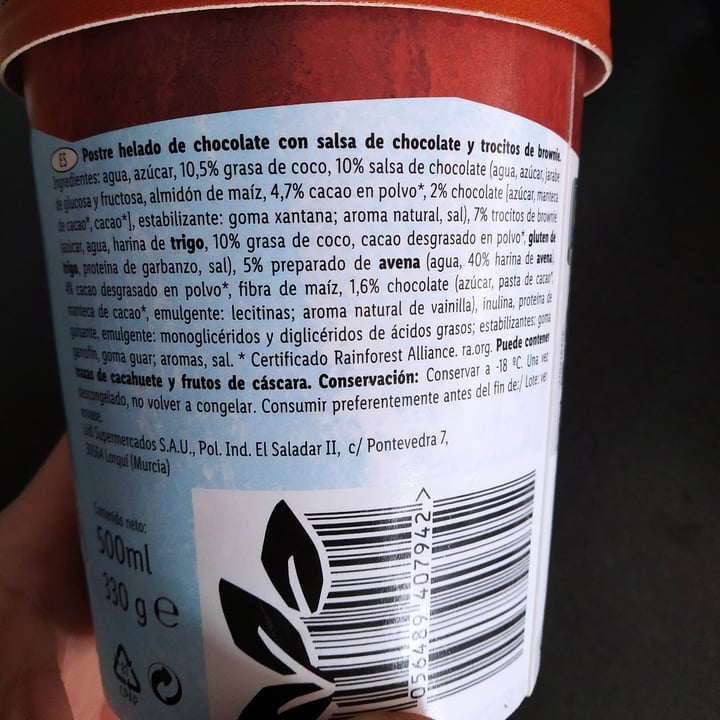 ES Postre helado de chocolate con salsa de chocolate y trocitos de brownie.
Ingredientes: agua, azúcar, 10,5% grasa de coco, 10% salsa de chocolate (agua, azúcar, jarabe
de glucosa y fructosa, almidón de maíz, 4,7% cacao en polvo*, 2% chocolate [azúcar, manteca
de cacao*, cacao*], estabilizante: goma xantana; aroma natural, sal), 7% trocitos de brownie
(azúcar, agua, harina de trigo, 10% grasa de coco, cacao desgrasado en polvo*, gluten de
trigo, proteína de garbanzo, sal), 5% preparado de avena (agua, 40% harina de avena),
4% cacao desgrasado en polvo*, fibra de maíz, 1,6% chocolate (azúcar, pasta de cacao*,
manteca de cacao*, emulgente: lecitinas; aroma natural de vainilla), inulina, proteína de
guisante, emulgente: monoglicéridos y diglicéridos de ácidos grasos; estabilizantes: goma
garrofín, goma guar; aromas, sal. * Certificado Rainforest Alliance. ra.org. Puede contener
trazas de cacahuete y frutos de cáscara. Conservación: Conservar a -18 ºC. Una vez
descongelado, no volver a congelar. Consumir preferentemente antes del fin de:/ Lote: ver
envase.
Lidl Supermercados S.A.U., Pol. Ind. El Saladar II, c/ Pontevedra 7,
30564 Lorquí (Murcia)
Contenido neto:
500ml
330 g e
C/PAP
056489 407942 >